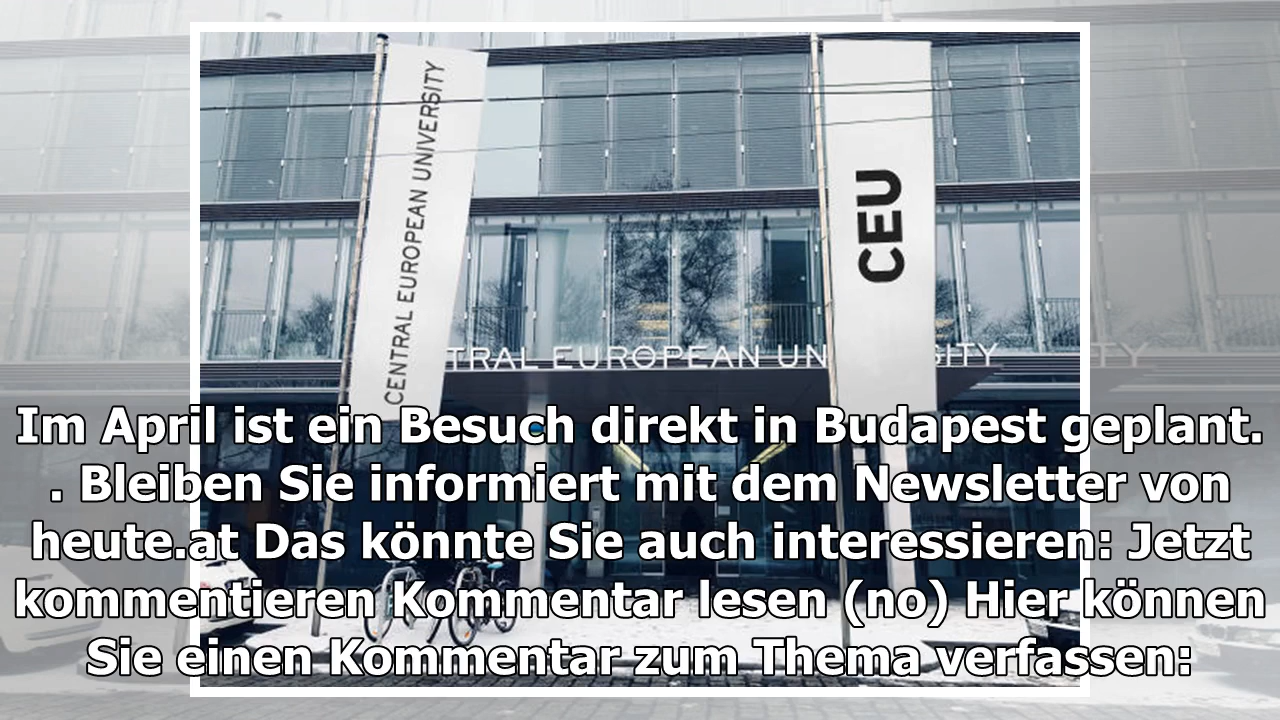 CENTRAL EUROPEAN UNIVERSITY
CEU
TRAL EUROPEAN UN SITY
Im April ist ein Besuch direkt in Budapest geplant.
. Bleiben Sie informiert mit dem Newsletter von
heute.at Das könnte Sie auch interessieren: Jetzt
kommentieren Kommentar lesen (no) Hier können
Sie einen Kommentar zum Thema verfassen: